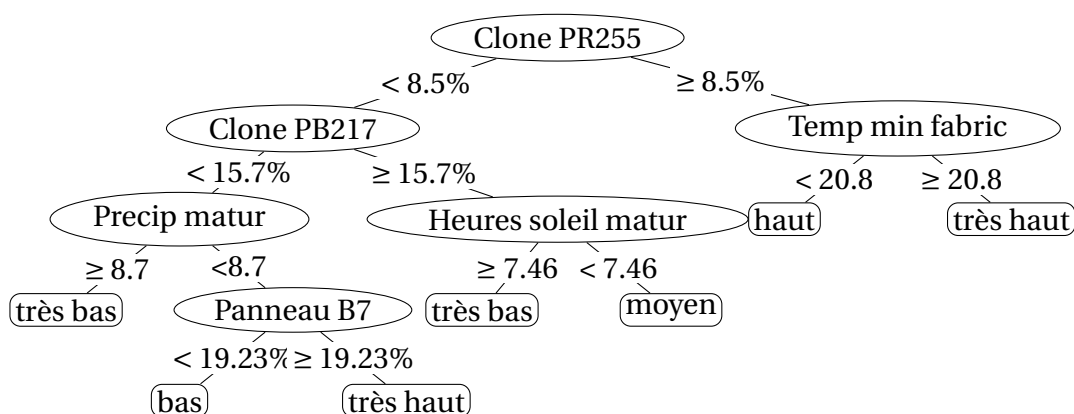 Clone PR255
< 8.5% ≥ 8.5%
Clone PB217 Temp min fabric
< 15.7% ≥ 15.7% < 20.8 ≥ 20.8
Precip matur Heures soleil matur haut très haut
≥ 8.7 <8.7 ≥ 7.46 < 7.46
très bas Panneau B7 très bas moyen
< 19.23% ≥ 19.23%
bas très haut